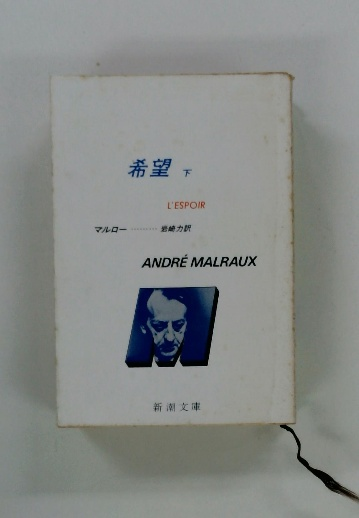 希望 下
L'ESPOIR
マルロー ……… 岩崎力訳
ANDRÉ MALRAUX
新潮文庫